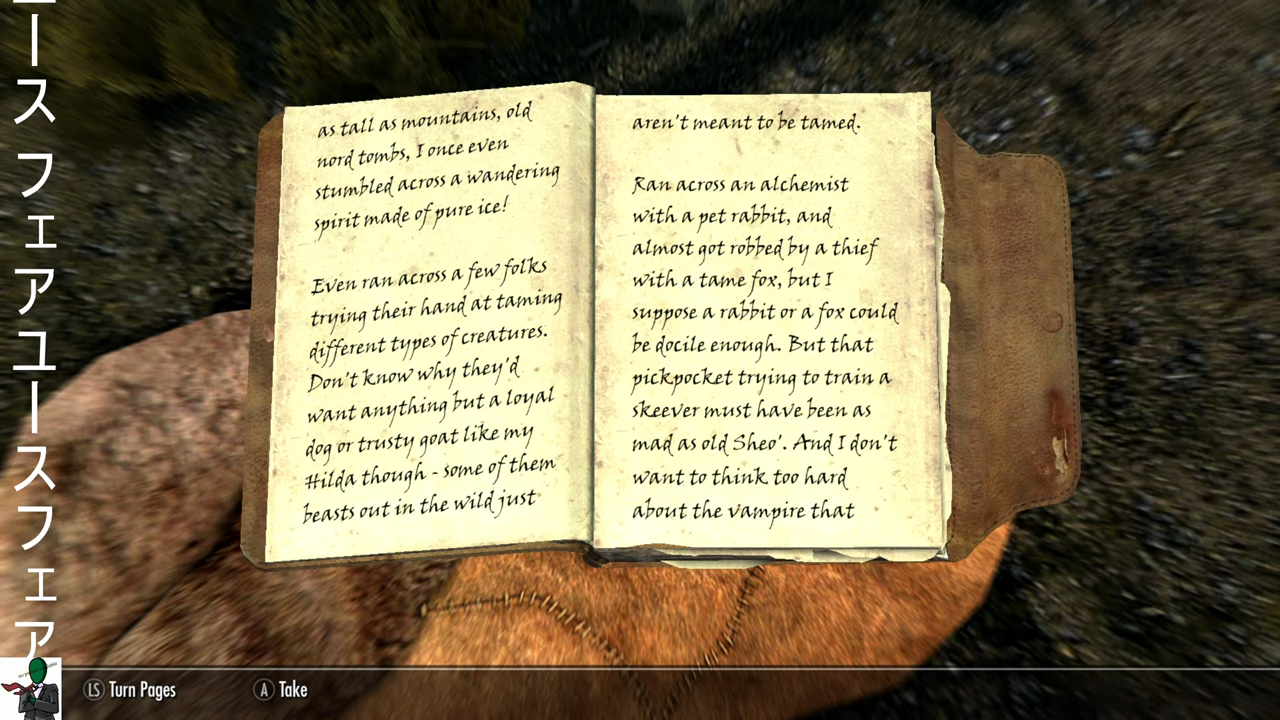 ース フェアユースフェア
as tall as mountains, old
nord tombs, I once even
stumbled across a wandering
spirit made of pure ice!
Even ran across a few folks
trying their hand at taming
different types of creatures.
Don't know why they'd
want anything but a loyal
dog or trusty goat like my
Hilda though - some of them
beasts out in the wild just
aren't meant to be tamed.
Ran across an alchemist
with a pet rabbit, and
almost got robbed by a thief
with a tame fox, but I
suppose a rabbit or a fox could
be docile enough. But that
pickpocket trying to train a
skeever must have been as
mad as old Sheo'. And I don't
want to think too hard
about the vampire that
LS Turn Pages
A Take